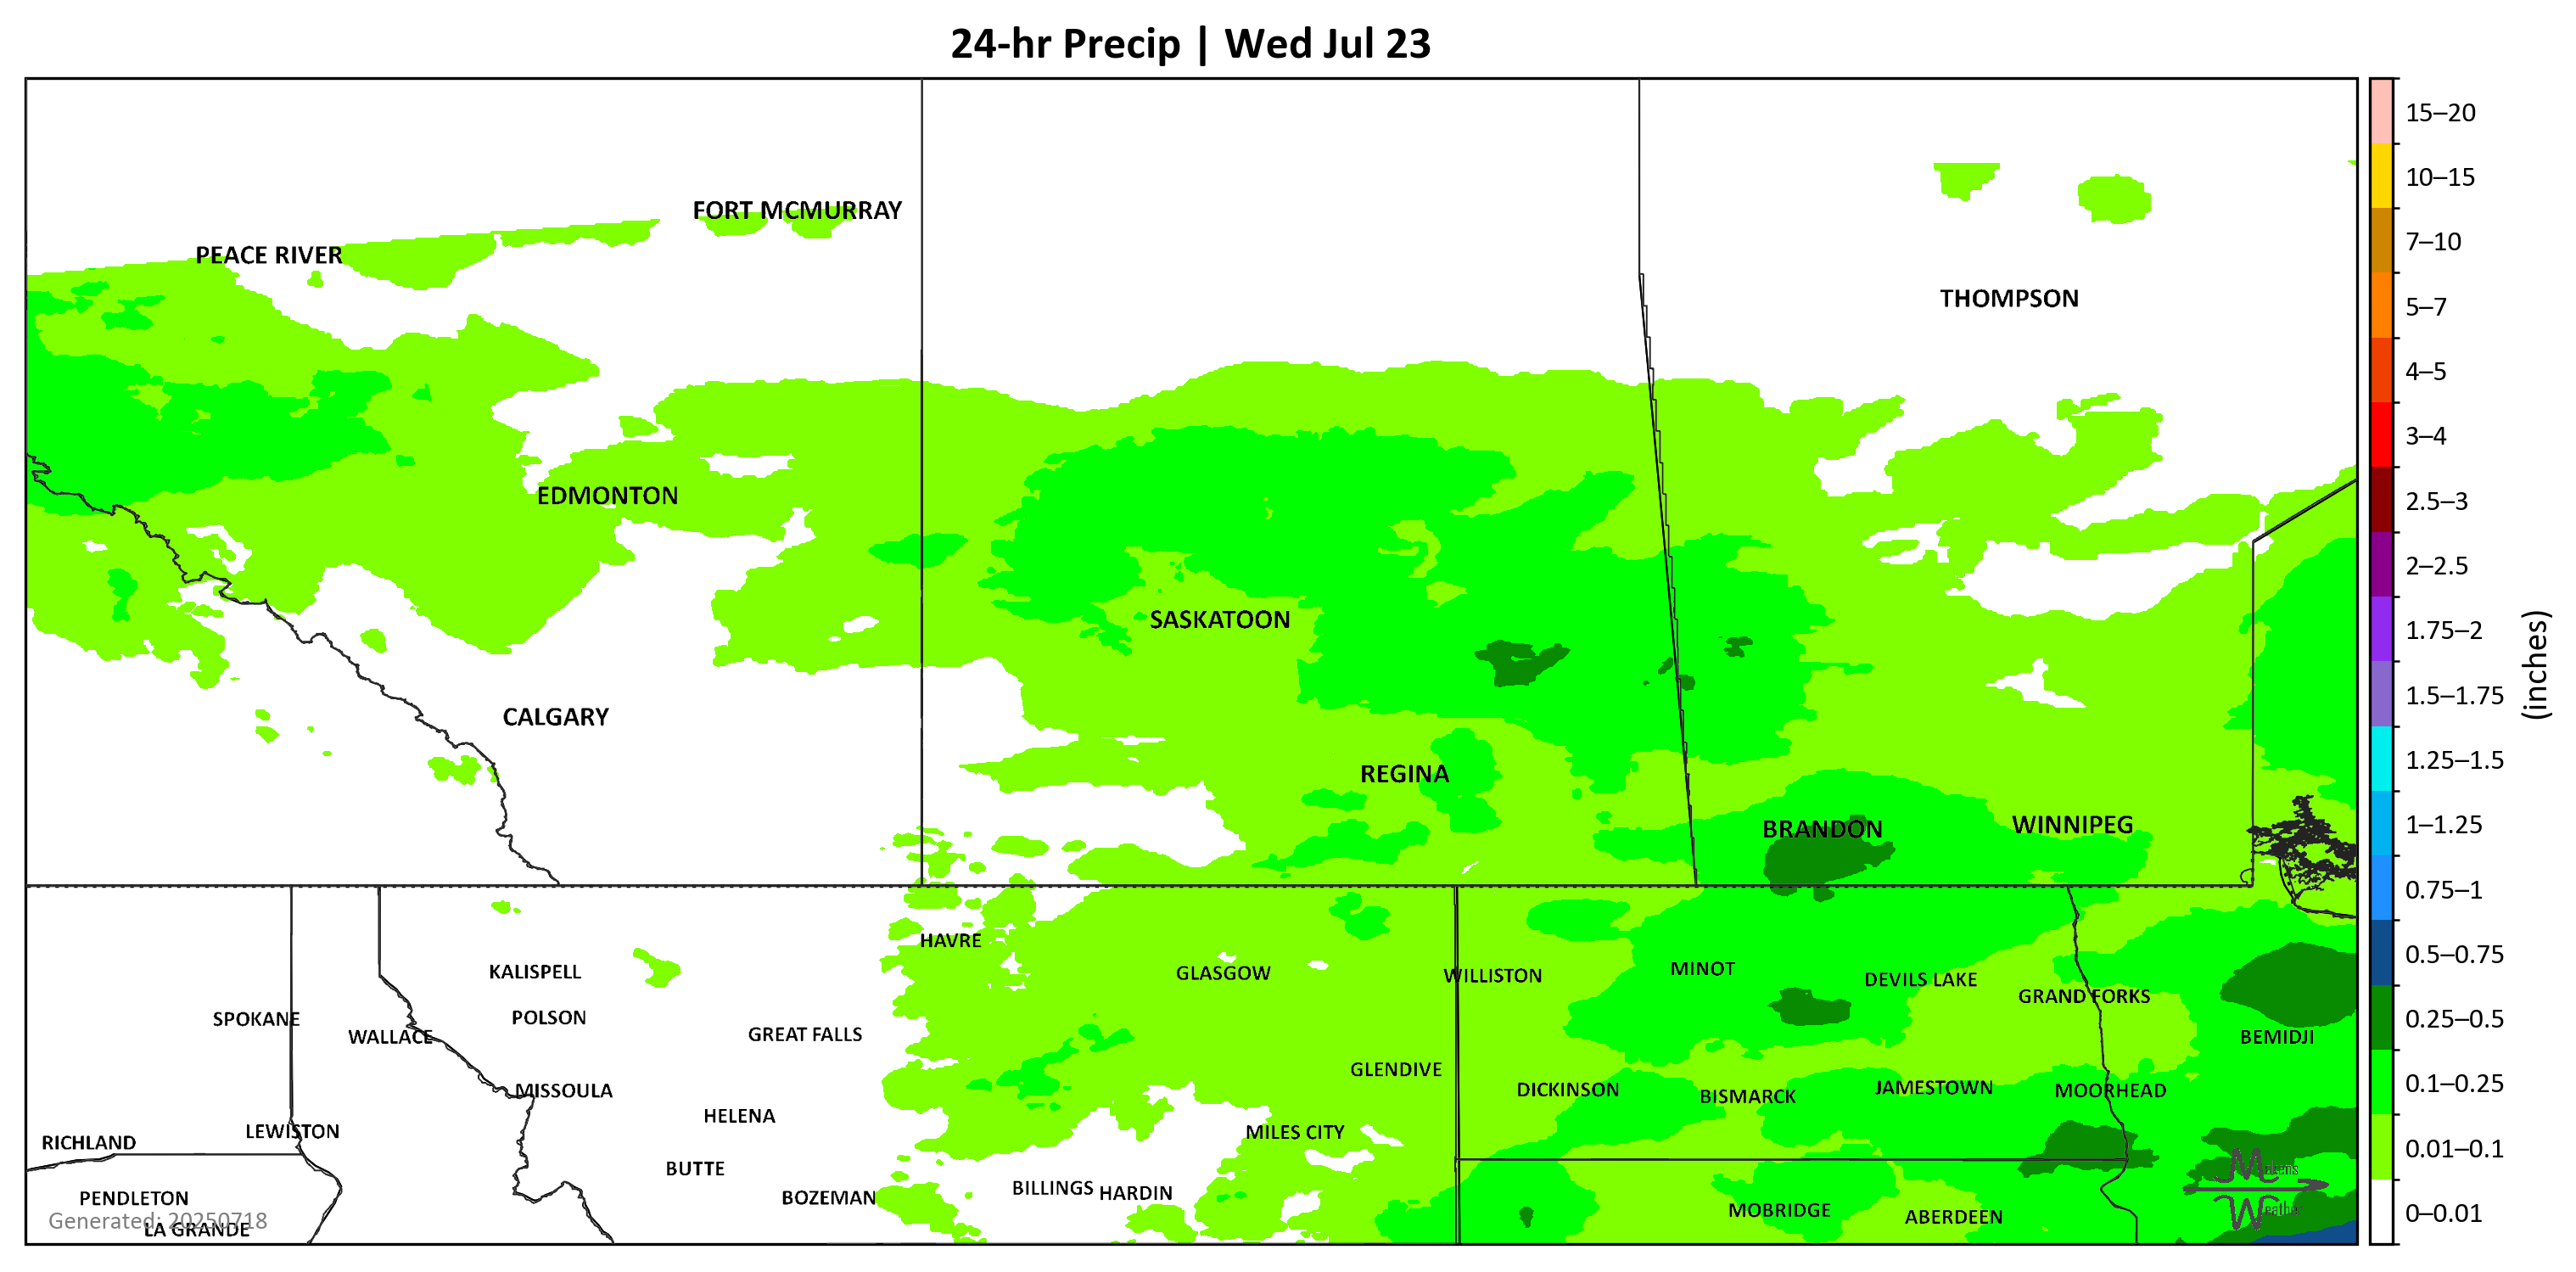 24-hr Precip | Wed Jul 23
FORT MCMURRAY
PEACE RIVER
THOMPSON
EDMONTON
SASKATOON
CALGARY
REGINA
BRANDON
WINNIPEG
HAVRE
KALISPELL
GLASGOW
WILLISTON
MINOT
DEVILS LAKE
GRAND FORKS
SPOKANE
POLSON
WALLACE
GREAT FALLS
BEMIDJI
GLENDIVE
MISSOULA
DICKINSON
BISMARCK
JAMESTOWN
MOORHEAD
HELENA
LEWISTON
RICHLAND
MILES CITY
BUTTE
PENDLETON
BOZEMAN
BILLINGS
HARDIN
MOBRIDGE
ABERDEEN
Generated: 20250718
LA GRANDE
Weather
15–20
10–15
7–10
5–7
4–5
3–4
2.5–3
2–2.5
1.75–2
1.5–1.75
1.25–1.5
1–1.25
0.75–1
0.5–0.75
0.25–0.5
0.1–0.25
0.01–0.1
0–0.01
(inches)